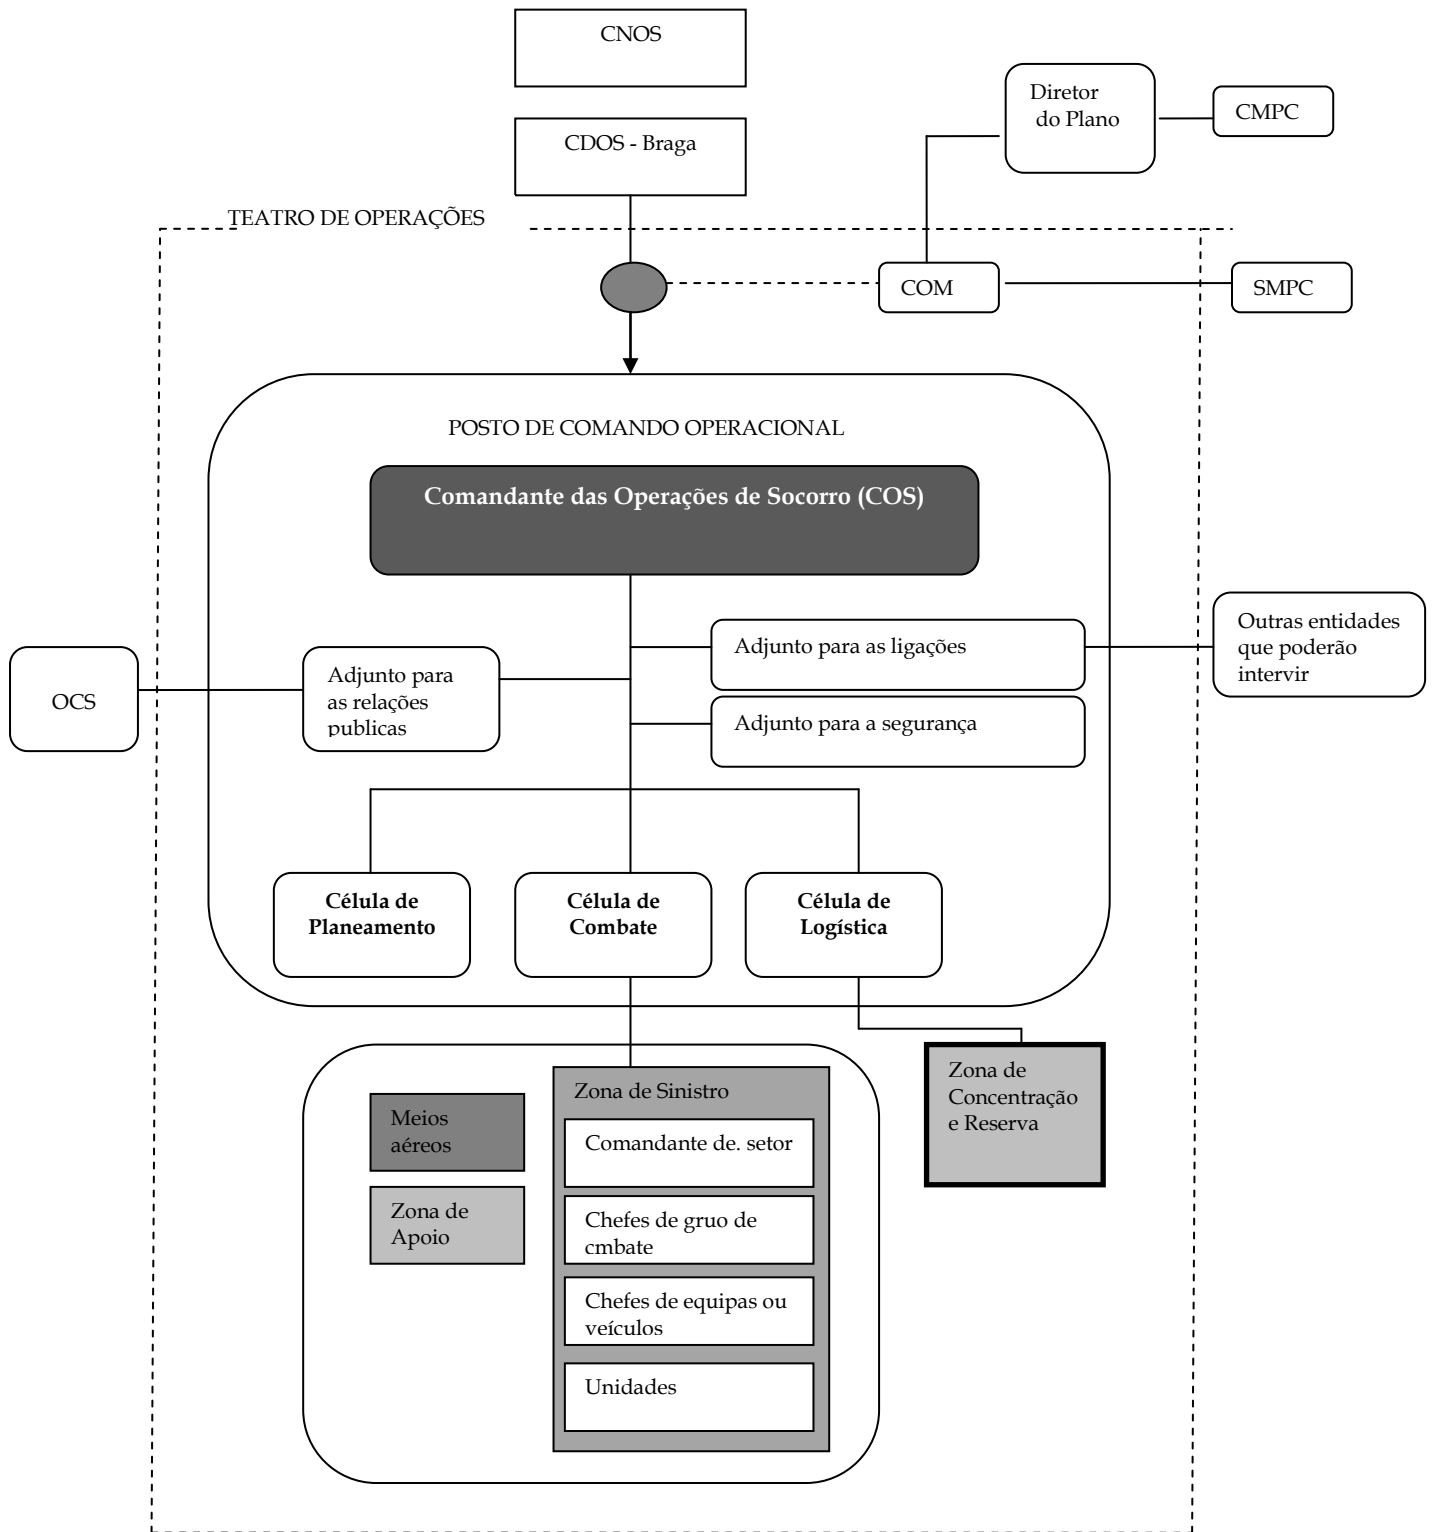 CNOS
Diretor
do Plano
CMPC
CDOS - Braga
TEATRO DE OPERAÇÕES
COM
SMPC
POSTO DE COMANDO OPERACIONAL
Comandante das Operações de Socorro (COS)
Outras entidades
que poderão
intervir
Adjunto para as ligações
Adjunto para
as relações
publicas
OCS
Adjunto para a segurança
Célula de
Planeamento
Célula de
Combate
Célula de
Logística
Zona de
Concentração
e Reserva
Zona de Sinistro
Meios
aéreos
Comandante de. setor
Zona de
Apoio
Chefes de gruo de
cmbate
Chefes de equipas ou
veículos
Unidades